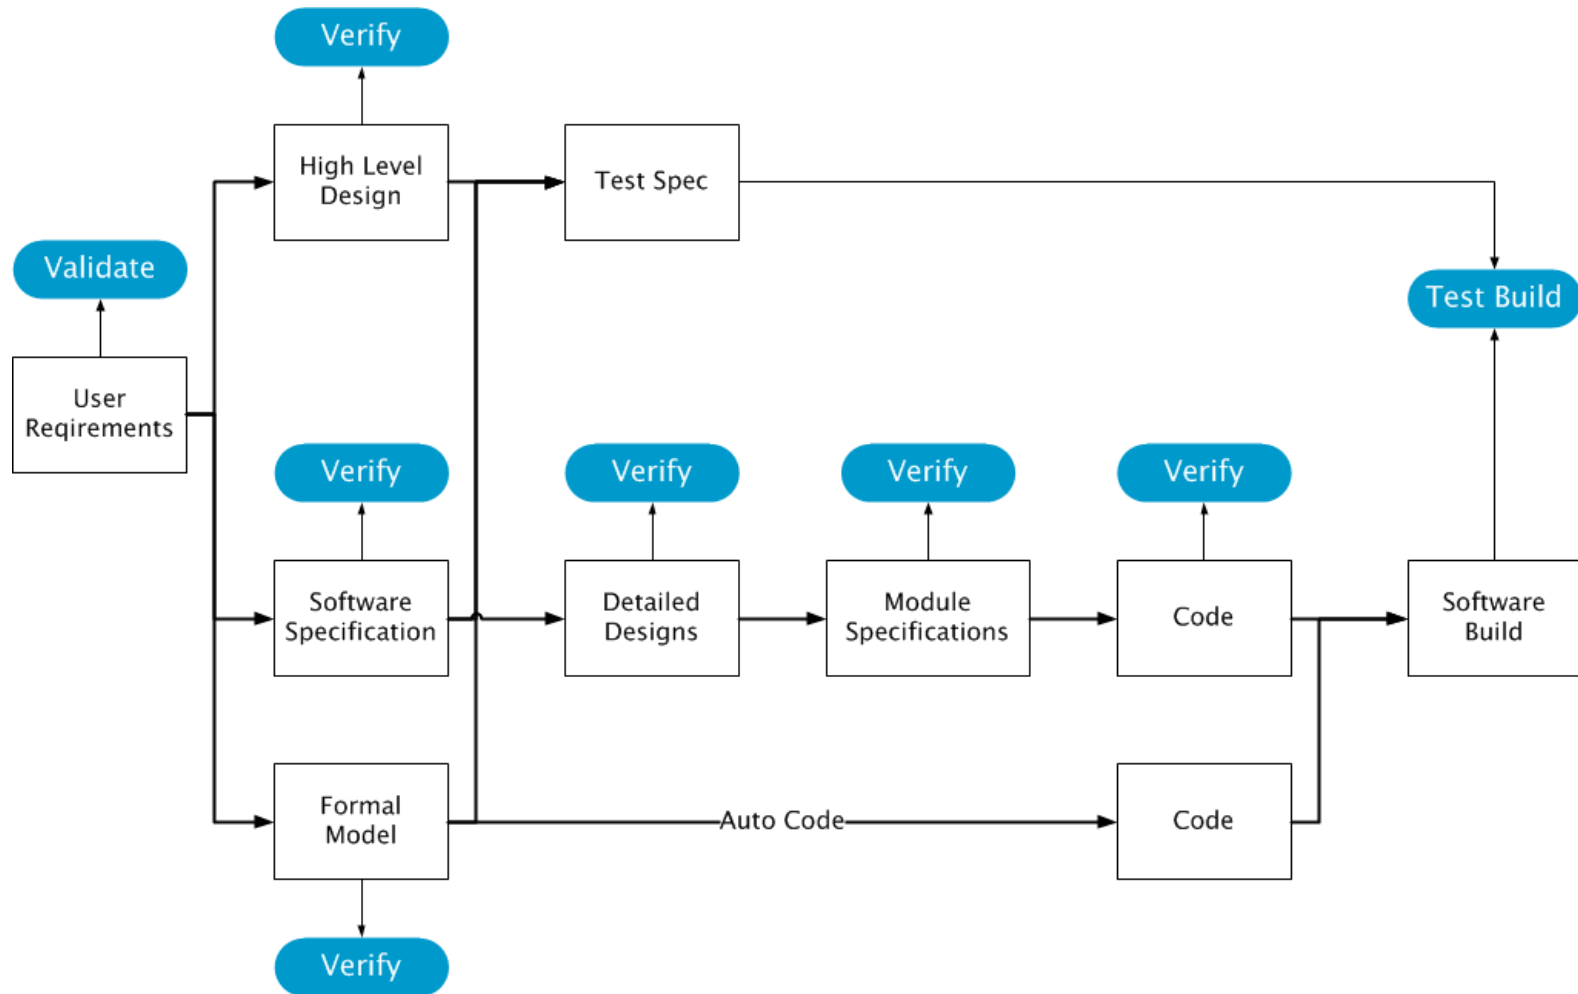 Verify
High Level
Design
Test Spec
Validate
Test Build
User
Reqirements
Verify
Verify
Verify
Verify
Software
Specification
Detailed
Designs
Module
Specifications
Code
Software
Build
Formal
Model
Auto Code
Code
Verify